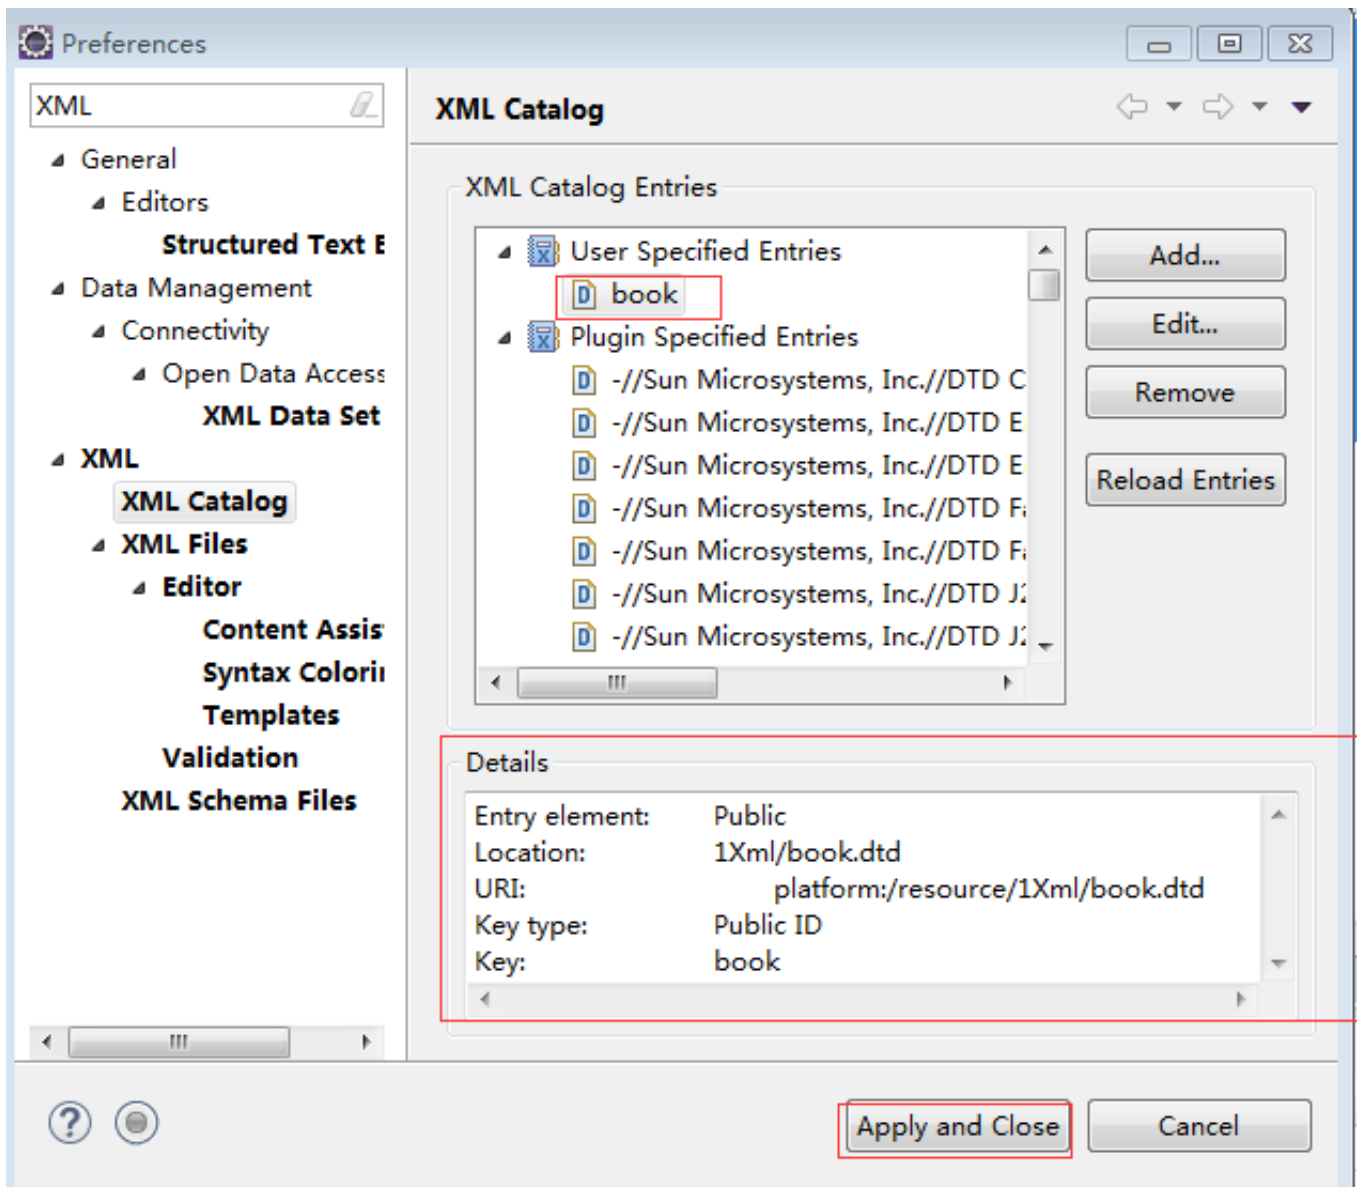 Preferences
XML
General
Editors
Structured Text E
Data Management
Connectivity
Open Data Access
XML Data Set
XML
XML Catalog
XML Files
Editor
Content Assis
Syntax Colori
Templates
Validation
XML Schema Files
XML Catalog
XML Catalog Entries
User Specified Entries
book
Plugin Specified Entries
-//Sun Microsystems, Inc.//DTD C
-//Sun Microsystems, Inc.//DTD E
-//Sun Microsystems, Inc.//DTD E
-//Sun Microsystems, Inc.//DTD F
-//Sun Microsystems, Inc.//DTD F
-//Sun Microsystems, Inc.//DTD J2
-//Sun Microsystems, Inc.//DTD J2
Add...
Edit...
Remove
Reload Entries
Details
Entry element: Public
Location: 1Xml/book.dtd
URI: platform:/resource/1Xml/book.dtd
Key type: Public ID
Key: book
Apply and Close
Cancel